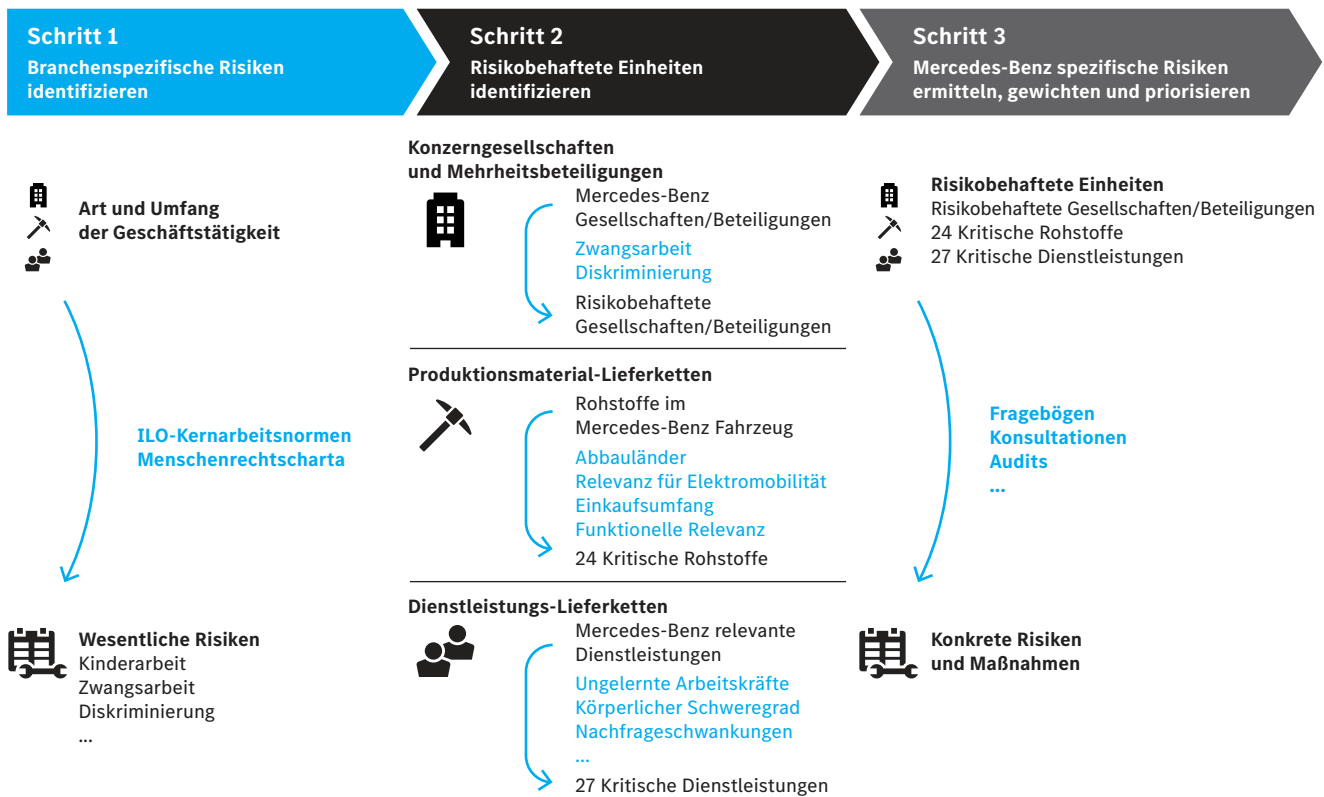 Schritt 1
Branchenspezifische Risiken
identifizieren
Art und Umfang
der Geschäftstätigkeit
ILO-Kernarbeitsnormen
Menschenrechtscharta
Wesentliche Risiken
Kinderarbeit
Zwangsarbeit
Diskriminierung
...
Schritt 2
Risikobehaftete Einheiten
identifizieren
Konzerngesellschaften
und Mehrheitsbeteiligungen
Mercedes-Benz
Gesellschaften/Beteiligungen
Zwangsarbeit
Diskriminierung
Risikobehaftete
Gesellschaften/Beteiligungen
Produktionsmaterial-Lieferketten
Rohstoffe im
Mercedes-Benz Fahrzeug
Abbauländer
Relevanz für Elektromobilität
Einkaufsumfang
Funktionelle Relevanz
24 Kritische Rohstoffe
Dienstleistungs-Lieferketten
Mercedes-Benz relevante
Dienstleistungen
Ungelernte Arbeitskräfte
Körperlicher Schweregrad
Nachfrageschwankungen
...
27 Kritische Dienstleistungen
Schritt 3
Mercedes-Benz spezifische Risiken
ermitteln, gewichten und priorisieren
Risikobehaftete Einheiten
Risikobehaftete Gesellschaften/Beteiligungen
24 Kritische Rohstoffe
27 Kritische Dienstleistungen
Fragebögen
Konsultationen
Audits
...
Konkrete Risiken
und Maßnahmen